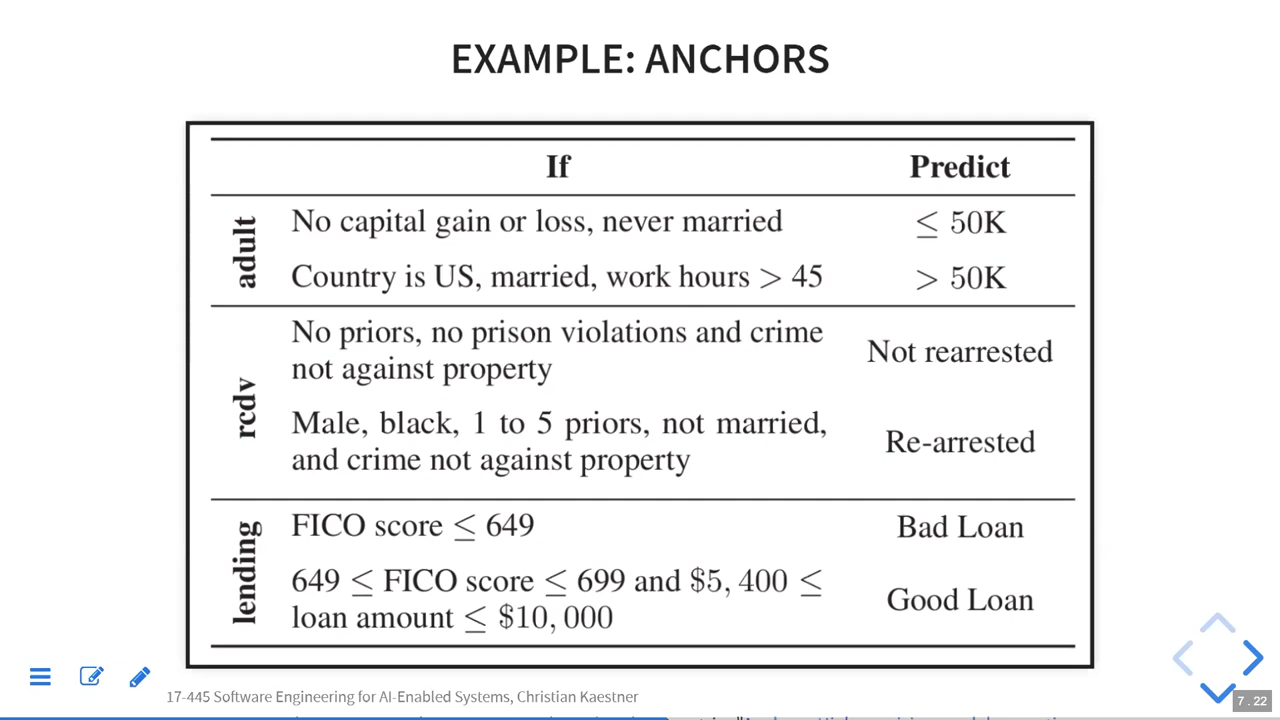 EXAMPLE: ANCHORS
If Predict
adult
No capital gain or loss, never married ≤ 50K
Country is US, married, work hours > 45 > 50K
rcdv
No priors, no prison violations and crime
not against property
Not rearrested
Male, black, 1 to 5 priors, not married,
and crime not against property
Re-arrested
lending
FICO score ≤ 649 Bad Loan
649 ≤ FICO score ≤ 699 and $5, 400 ≤
loan amount ≤ $10, 000
Good Loan
17-445 Software Engineering for AI-Enabled Systems, Christian Kaestner
7 . 22